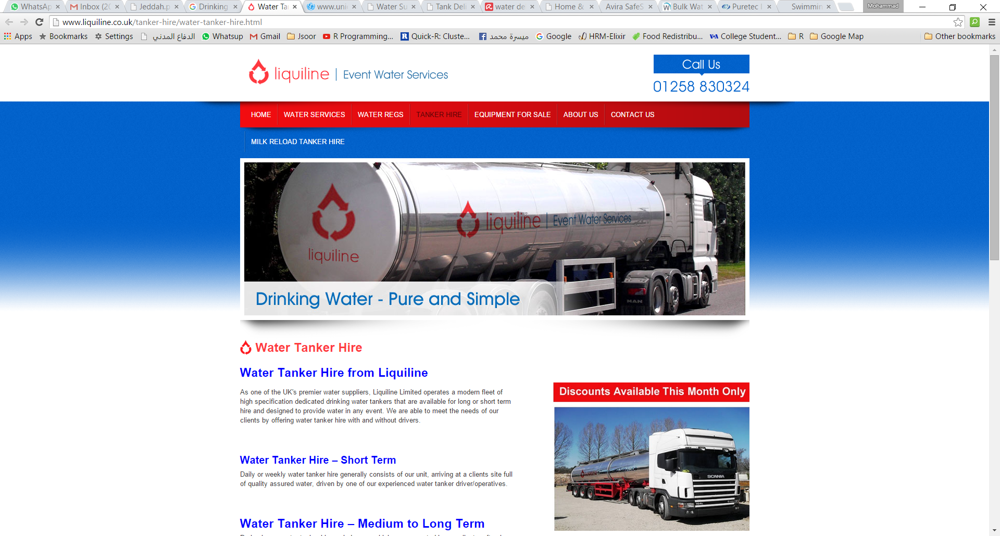 WhatsAp
Inbox (20
Jeddah.p
Drinking
Water Ta
www.uni
Water Su
Tank Deli
water de
Home &
Avira SafeS
Bulk Wat
Puretec
Swimmin
Mohammad
www.liquiline.co.uk/tanker-hire/water-tanker-hire.html
Apps
Bookmarks
Settings
الدفاع المدني
Whatsup
Gmail
Jsoor
R Programming...
Quick-R: Cluste...
ميسرة محمد
Google
HRM-Elixir
Food Redistribu...
College Student...
R
Google Map
Other bookmarks
liquiline | Event Water Services
Call Us
01258 830324
HOME
WATER SERVICES
WATER REGS
TANKER HIRE
EQUIPMENT FOR SALE
ABOUT US
CONTACT US
MILK RELOAD TANKER HIRE
liquiline
liquiline | Event Water Services
MAN
Drinking Water - Pure and Simple
Water Tanker Hire
Water Tanker Hire from Liquiline
As one of the UK's premier water suppliers, Liquiline Limited operates a modern fleet of
high specification dedicated drinking water tankers that are available for long or short term
hire and designed to provide water in any event. We are able to meet the needs of our
clients by offering water tanker hire with and without drivers.
Discounts Available This Month Only
SCANIA
Water Tanker Hire – Short Term
Daily or weekly water tanker hire generally consists of our unit, arriving at a clients site full
of quality assured water, driven by one of our experienced water tanker driver/operatives.
Water Tanker Hire – Medium to Long Term